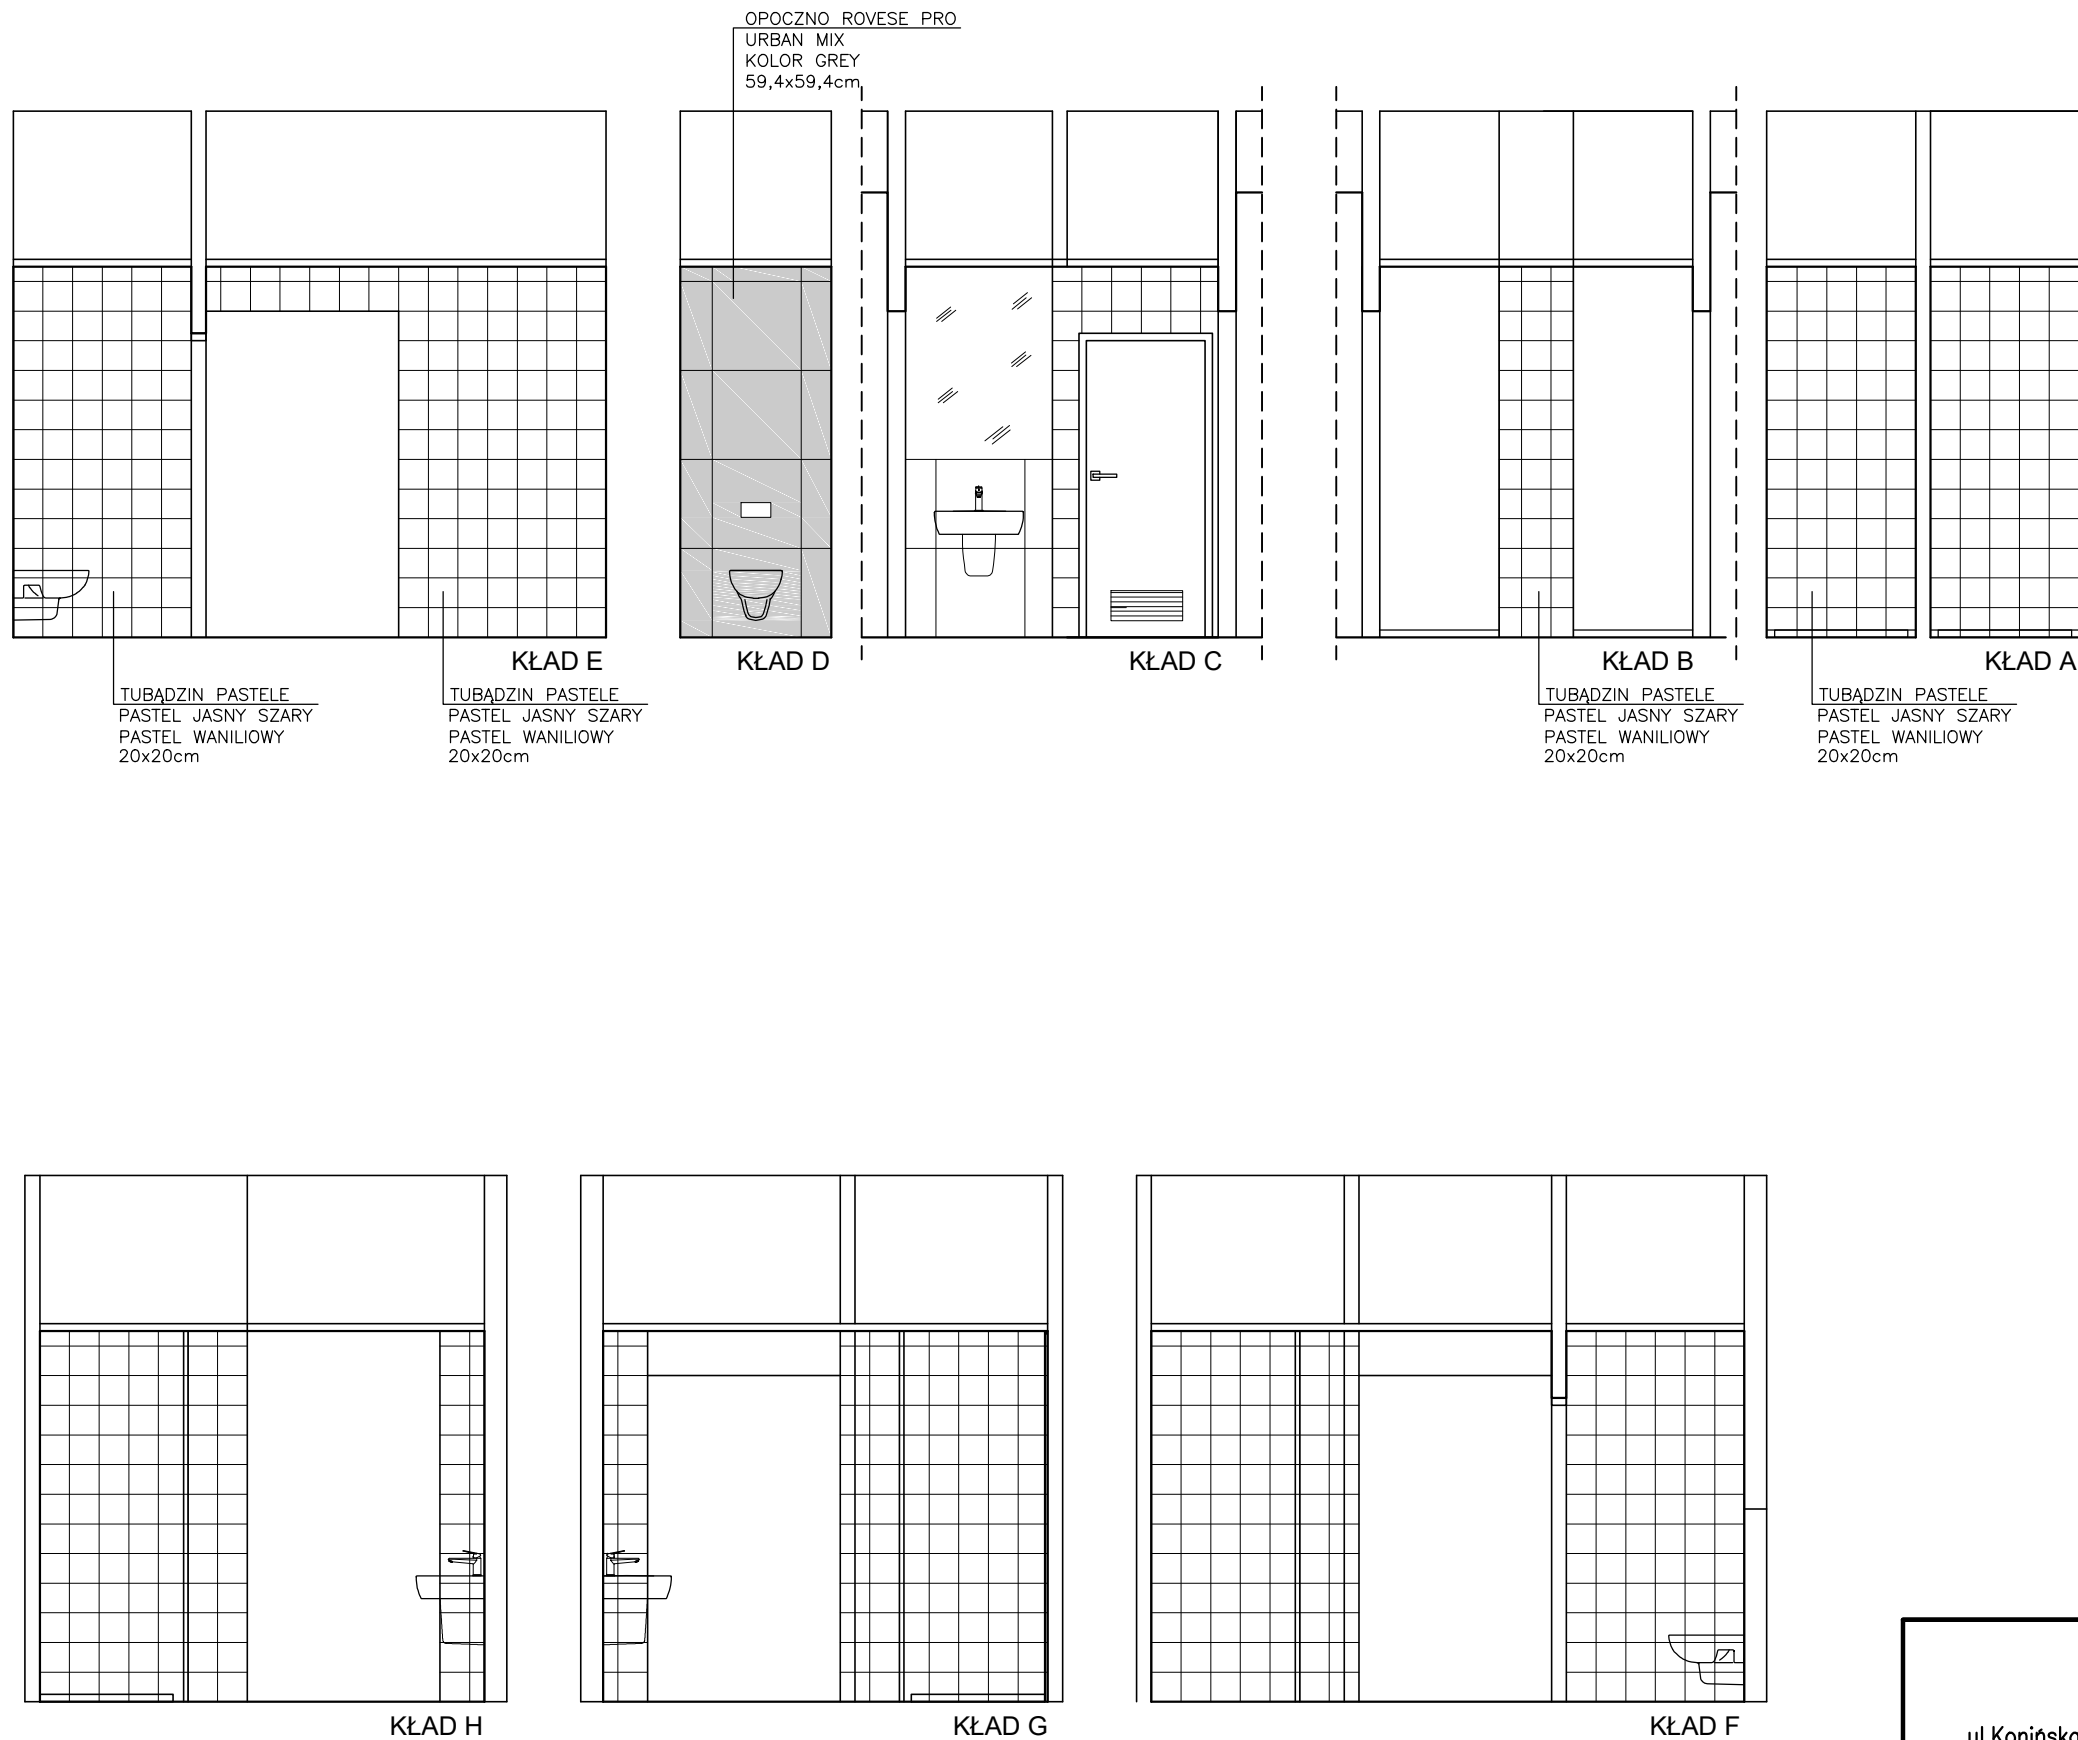 OPOCZNO ROVESE PRO
URBAN MIX
KOLOR GREY
59,4x59,4cm
KŁAD E
KŁAD D
KŁAD C
KŁAD B
KŁAD A
TUBĄDZIN PASTELE
PASTEL JASNY SZARY
PASTEL WANILIOWY
20x20cm
TUBĄDZIN PASTELE
PASTEL JASNY SZARY
PASTEL WANILIOWY
20x20cm
TUBĄDZIN PASTELE
PASTEL JASNY SZARY
PASTEL WANILIOWY
20x20cm
TUBĄDZIN PASTELE
PASTEL JASNY SZARY
PASTEL WANILIOWY
20x20cm
KŁAD H
KŁAD G
KŁAD F
ul.Konińska